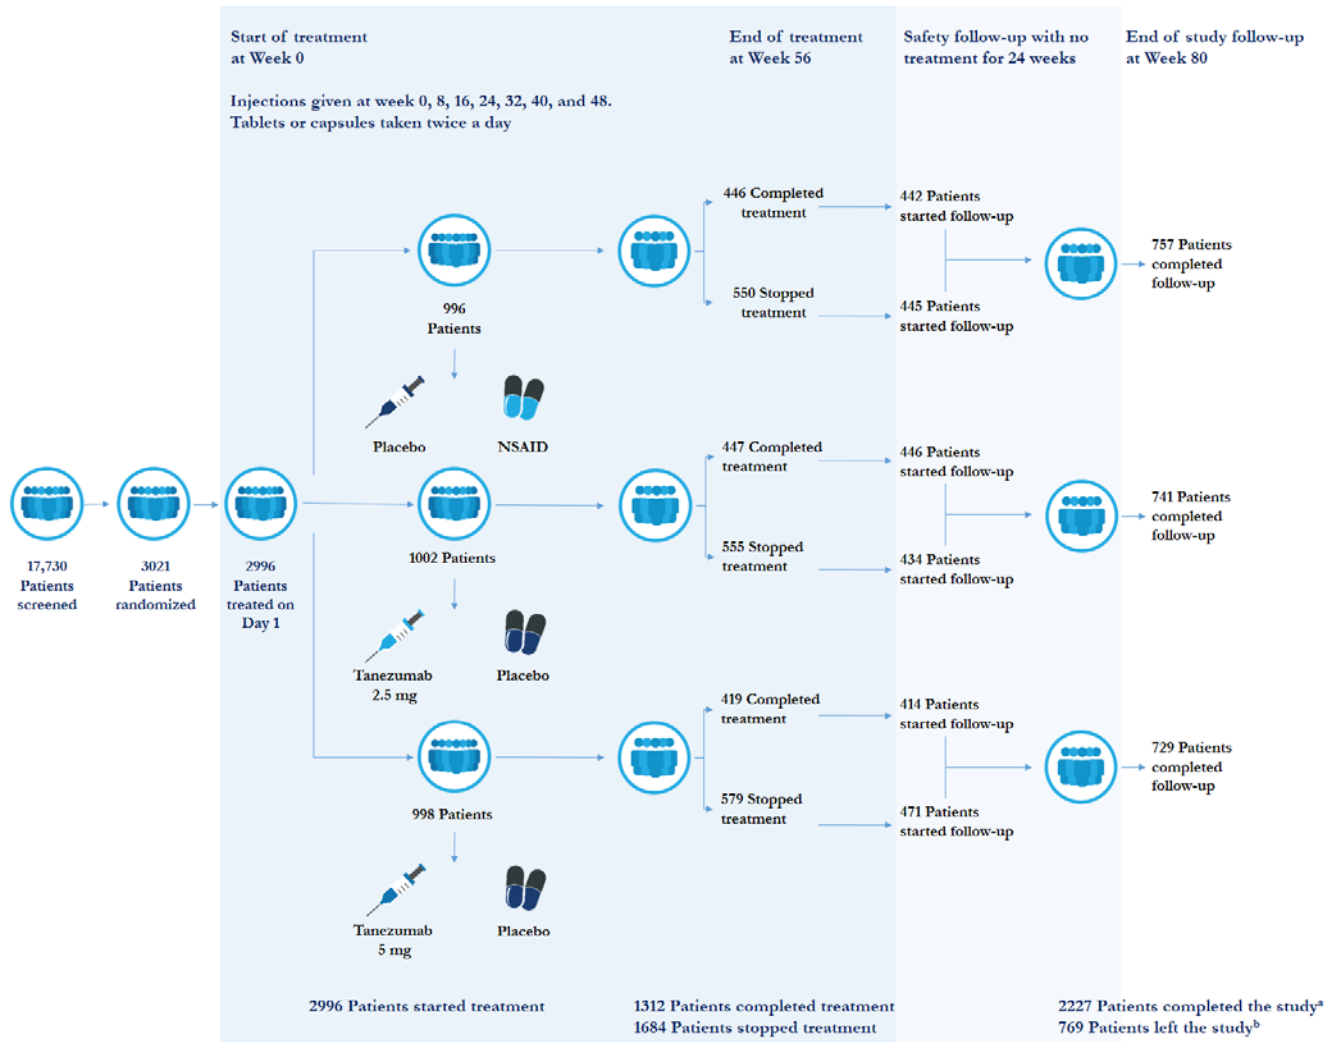 Start of treatment
at Week 0
End of treatment
at Week 56
Safety follow-up with no
treatment for 24 weeks
End of study follow-up
at Week 80
Injections given at week 0, 8, 16, 24, 32, 40, and 48.
Tablets or capsules taken twice a day
996
Patients
Placebo
NSAID
446 Completed
treatment
550 Stopped
treatment
442 Patients
started follow-up
445 Patients
started follow-up
757 Patients
completed
follow-up
17,730
Patients
screened
3021
Patients
randomized
2996
Patients
treated on
Day 1
1002 Patients
Tanezumab
2.5 mg
Placebo
447 Completed
treatment
555 Stopped
treatment
446 Patients
started follow-up
434 Patients
started follow-up
741 Patients
completed
follow-up
998 Patients
Tanezumab
5 mg
Placebo
419 Completed
treatment
579 Stopped
treatment
414 Patients
started follow-up
471 Patients
started follow-up
729 Patients
completed
follow-up
2996 Patients started treatment
1312 Patients completed treatment
1684 Patients stopped treatment
2227 Patients completed the studyᵃ
769 Patients left the studyᵇ